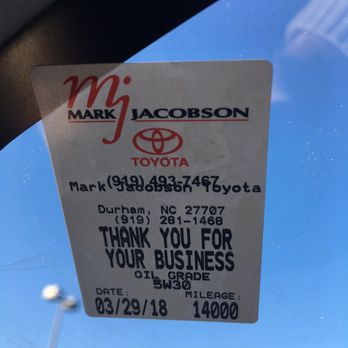 mj
MARK JACOBSON
TOYOTA
(919) 493-7467
Mark Jacobson Toyota
Durham, NC 27707
(919) 281-1468
THANK YOU FOR
YOUR BUSINESS
OIL GRADE
5W30
DATE: MILEAGE:
03/29/18 14000